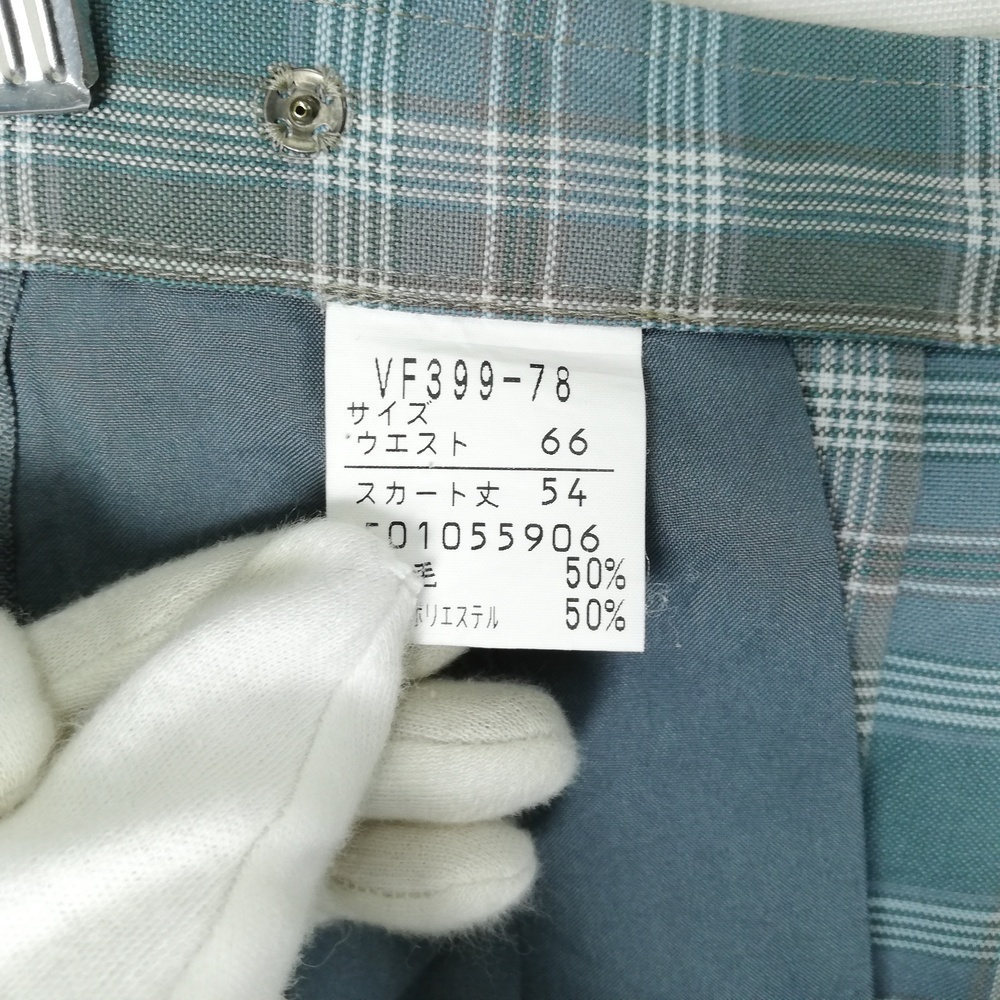 VF399-78
サイズ
ウエスト 66
スカート丈 54
01055906
毛 50%
ポリエステル 50%